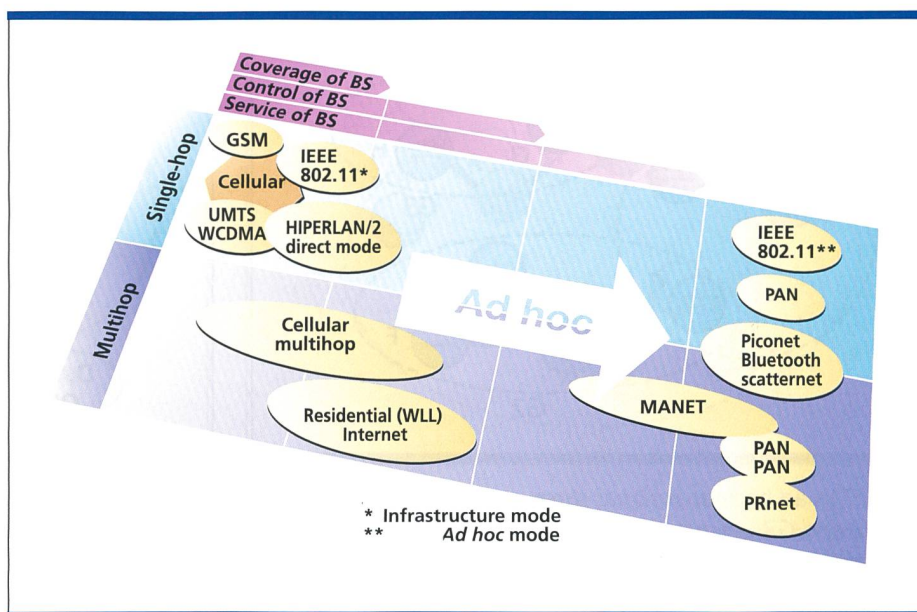 Coverage of BS
Control of BS
Service of BS
Single-hop
Multihop
GSM
Cellular
IEEE
802.11*
UMTS
WCDMA
HIPERLAN/2
direct mode
Ad hoc
IEEE
802.11**
PAN
Piconet
Bluetooth
scatternet
Cellular
multihop
Residential (WLL)
Internet
MANET
PAN
PAN
PRnet
* Infrastructure mode
** Ad hoc mode